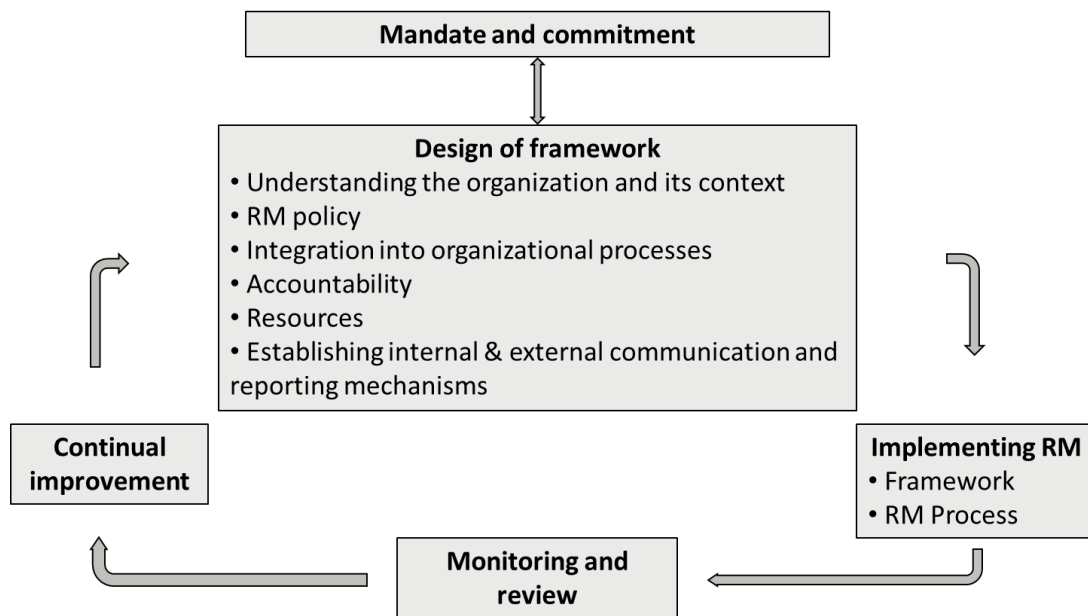 Mandate and commitment
Design of framework
• Understanding the organization and its context
• RM policy
• Integration into organizational processes
• Accountability
• Resources
• Establishing internal & external communication and
reporting mechanisms
Continual
improvement
Implementing RM
• Framework
• RM Process
Monitoring and
review